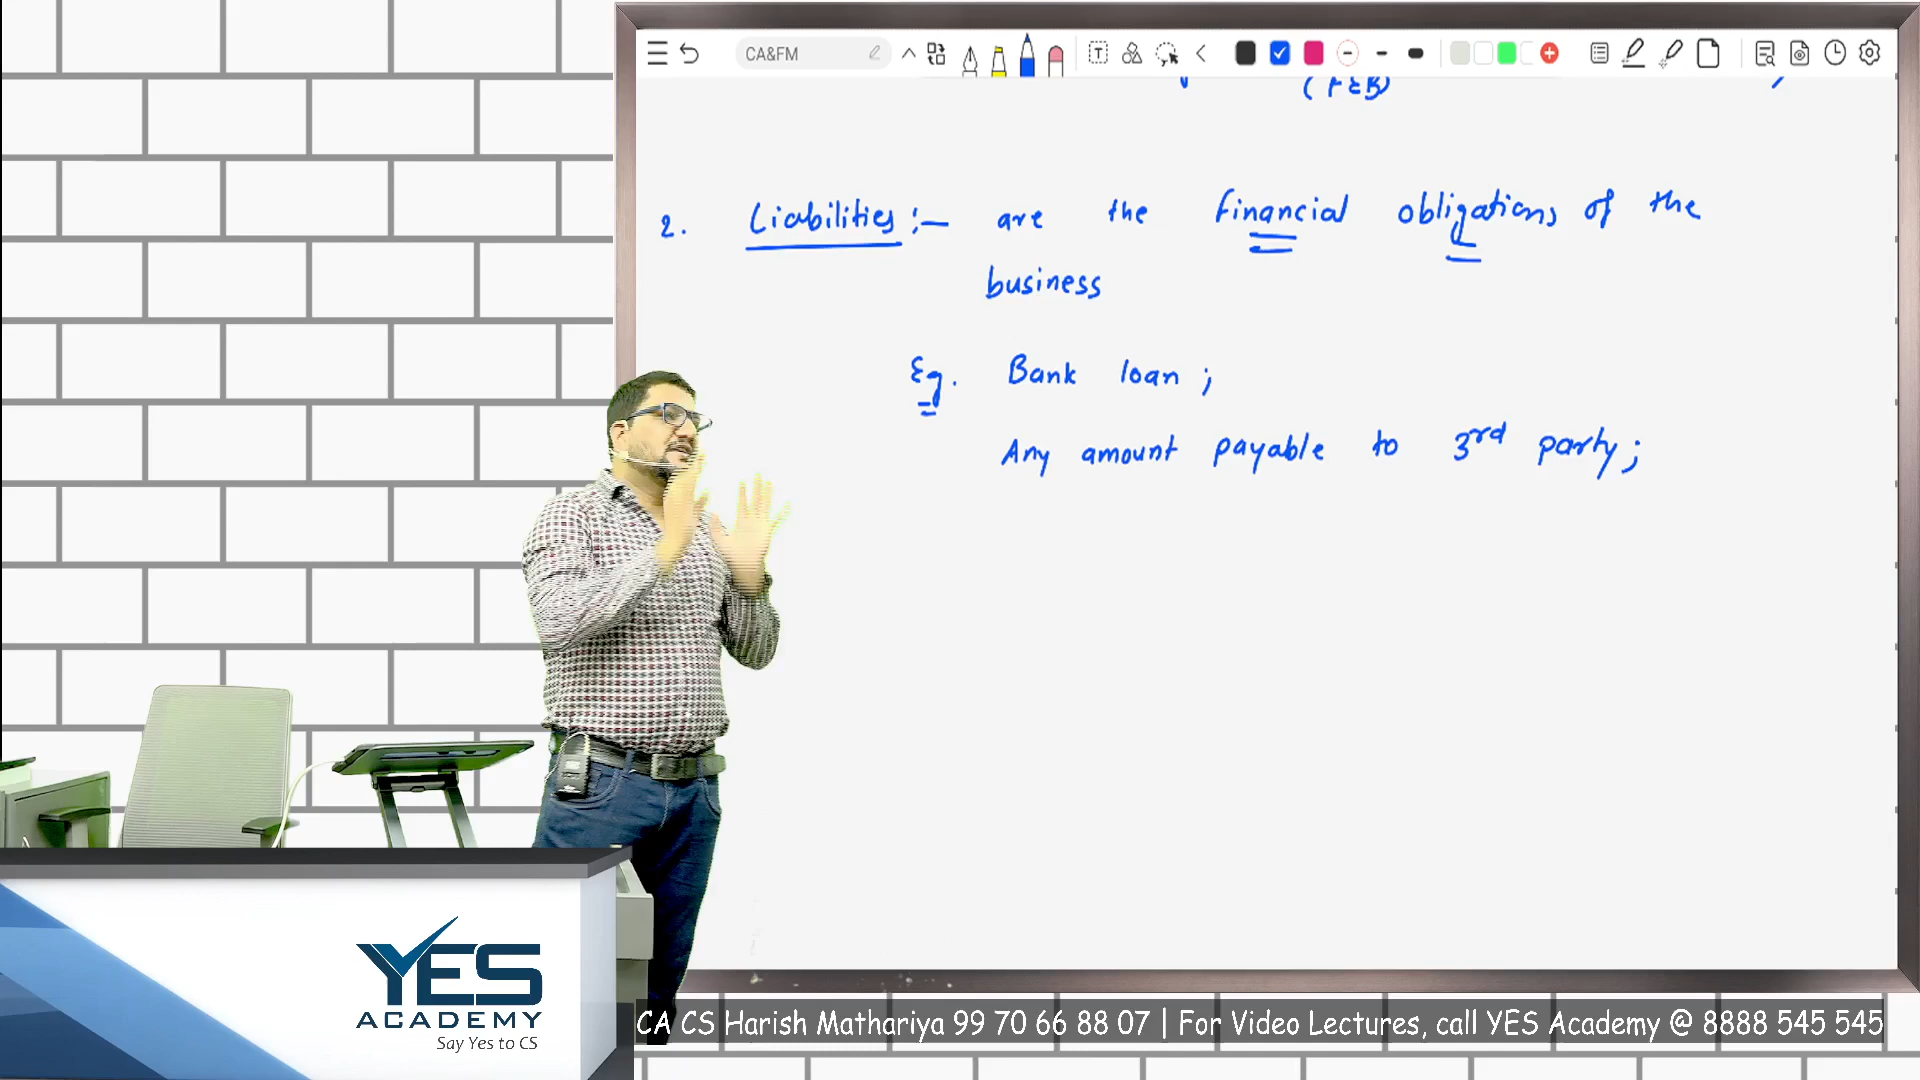 CA&FM
2. Liabilities :- are the financial obligations of the
business
Eg. Bank loan ;
Any amount payable to 3rd party ;
YES
ACADEMY
Say Yes to CS
CA CS Harish Mathariya 99 70 66 88 07 | For Video Lectures, call YES Academy @ 8888 545 545